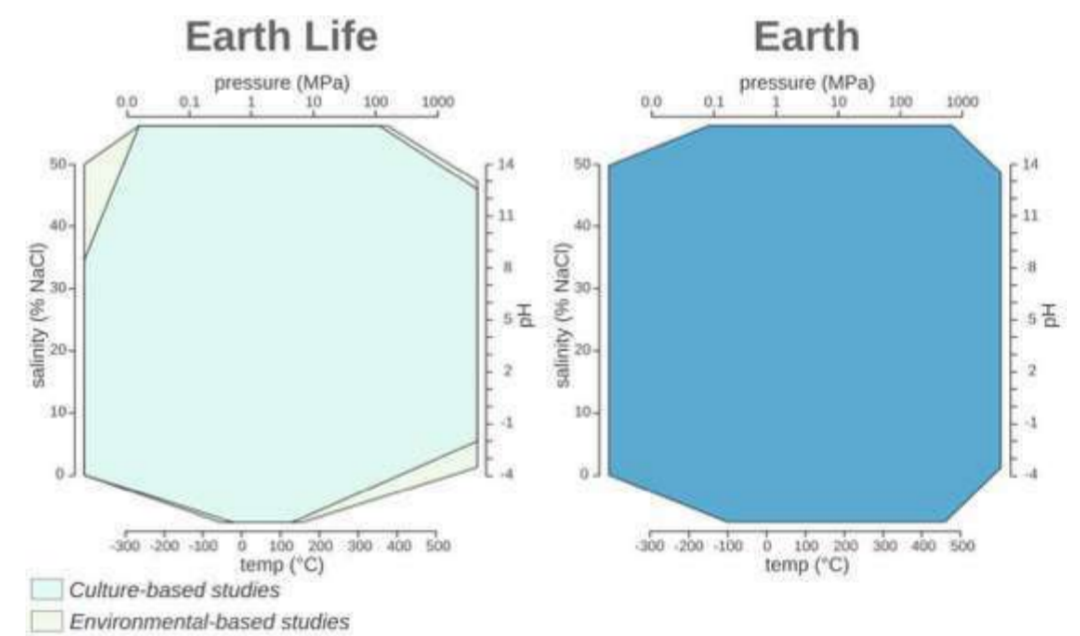 Earth Life
pressure (MPa)
0.0 0.1 1 10 100 1000
salinity (% NaCl)
50
40
30
20
10
0
14
11
8
5
2
-1
-4
pH
-300 -200 -100 0 100 200 300 400 500
temp (°C)
Culture-based studies
Environmental-based studies
Earth
pressure (MPa)
0.0 0.1 1 10 100 1000
salinity (% NaCl)
50
40
30
20
10
0
14
11
8
5
2
-1
-4
pH
-300 -200 -100 0 100 200 300 400 500
temp (°C)